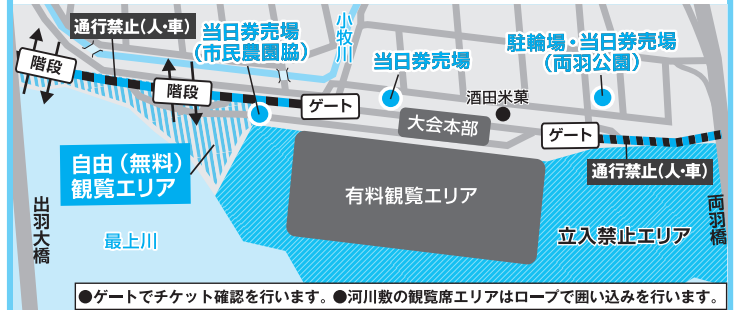 通行禁止（人・車）
小牧川
当日券売場
（市民農園脇）
階段
当日券売場
駐輪場・当日券売場
（両羽公園）
階段
ゲート
酒田米菓
大会本部
ゲート
自由（無料）
観覧エリア
通行禁止（人・車）
有料観覧エリア
出羽大橋
両羽橋
最上川
立入禁止エリア
●ゲートでチケット確認を行います。●河川敷の観覧席エリアはロープで囲い込みを行います。